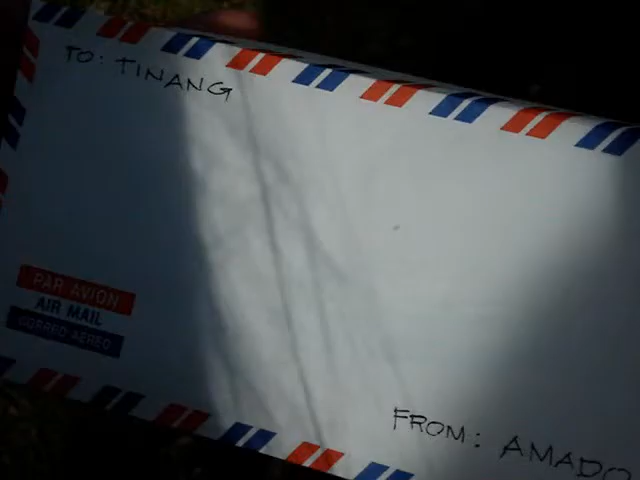 TO: TINANG
PAR AVION
AIR MAIL
CORREO AEREO
FROM: AMADO